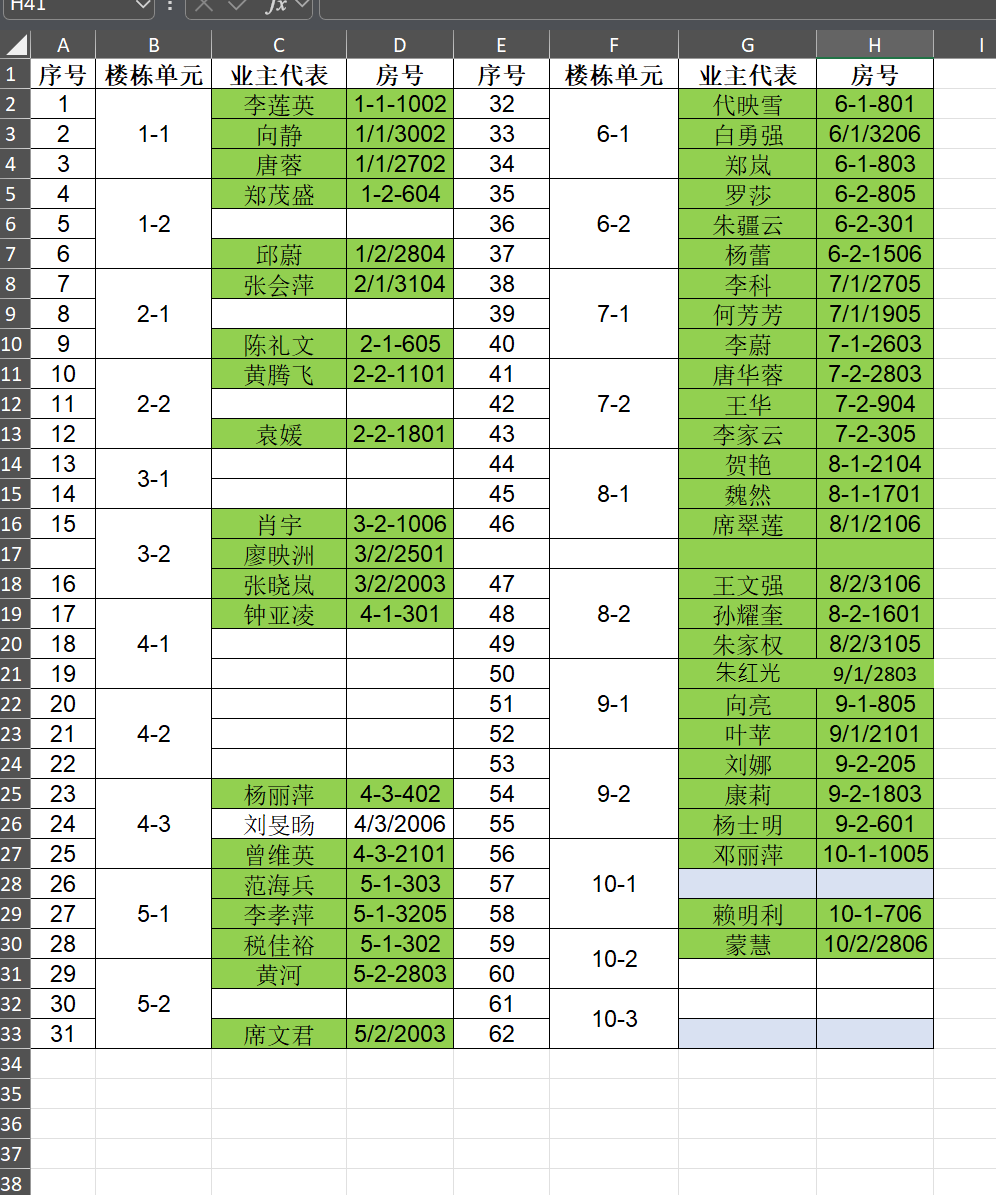 H41 fx
A B C D E F G H I
1 序号 楼栋单元 业主代表 房号 序号 楼栋单元 业主代表 房号
2 1 李莲英 1-1-1002 32 代映雪 6-1-801
3 2 1-1 向静 1/1/3002 33 6-1 白勇强 6/1/3206
4 3 唐蓉 1/1/2702 34 郑岚 6-1-803
5 4 郑茂盛 1-2-604 35 罗莎 6-2-805
6 5 1-2 36 6-2 朱疆云 6-2-301
7 6 邱蔚 1/2/2804 37 杨蕾 6-2-1506
8 7 张会萍 2/1/3104 38 李科 7/1/2705
9 8 2-1 39 7-1 何芳芳 7/1/1905
10 9 陈礼文 2-1-605 40 李蔚 7-1-2603
11 10 黄腾飞 2-2-1101 41 唐华蓉 7-2-2803
12 11 2-2 42 7-2 王华 7-2-904
13 12 袁媛 2-2-1801 43 李家云 7-2-305
14 13 3-1 44 贺艳 8-1-2104
15 14 45 8-1 魏然 8-1-1701
16 15 肖宇 3-2-1006 46 席翠莲 8/1/2106
17 3-2 廖映洲 3/2/2501
18 16 张晓岚 3/2/2003 47 王文强 8/2/3106
19 17 钟亚凌 4-1-301 48 8-2 孙耀奎 8-2-1601
20 18 4-1 49 朱家权 8/2/3105
21 19 50 朱红光 9/1/2803
22 20 51 9-1 向亮 9-1-805
23 21 4-2 52 叶苹 9/1/2101
24 22 53 刘娜 9-2-205
25 23 杨丽萍 4-3-402 54 9-2 康莉 9-2-1803
26 24 4-3 刘旻旸 4/3/2006 55 杨士明 9-2-601
27 25 曾维英 4-3-2101 56 邓丽萍 10-1-1005
28 26 范海兵 5-1-303 57 10-1
29 27 5-1 李孝萍 5-1-3205 58 赖明利 10-1-706
30 28 税佳裕 5-1-302 59 10-2 蒙慧 10/2/2806
31 29 黄河 5-2-2803 60
32 30 5-2 61 10-3
33 31 席文君 5/2/2003 62
34
35
36
37
38